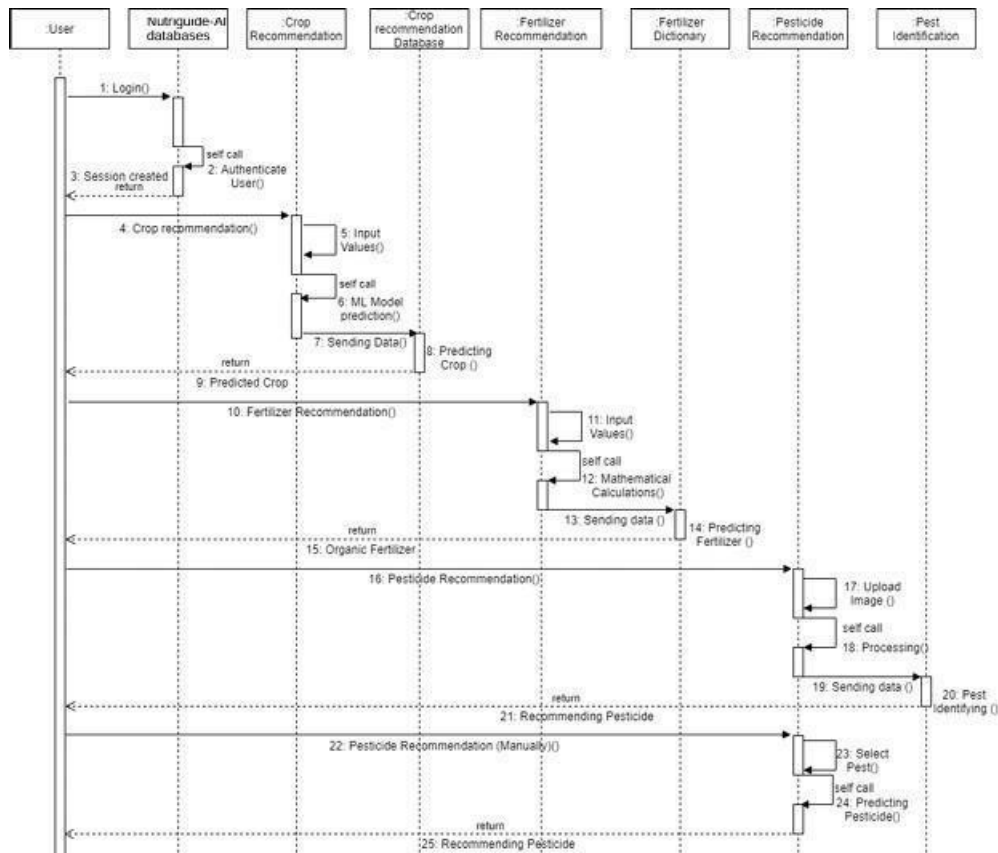 :User
Nutriguide-AI
databases
:Crop
Recommendation
:Crop
recommendation
Database
:Fertilizer
Recommendation
:Fertilizer
Dictionary
:Pesticide
Recommendation
:Pest
Identification
1: Login()
self call
2: Authenticate
User()
3: Session created
return
4: Crop recommendation()
5: Input
Values()
self call
6: ML Model
prediction()
7: Sending Data()
8: Predicting
Crop ()
return
9: Predicted Crop
10: Fertilizer Recommendation()
11: Input
Values()
self call
12: Mathematical
Calculations()
13: Sending data ()
14: Predicting
Fertilizer ()
return
15: Organic Fertilizer
16: Pesticide Recommendation()
17: Upload
Image ()
self call
18: Processing()
19: Sending data ()
20: Pest
Identifying ()
return
21: Recommending Pesticide
22: Pesticide Recommendation (Manually)()
23: Select
Pest()
self call
24: Predicting
Pesticide()
return
25: Recommending Pesticide